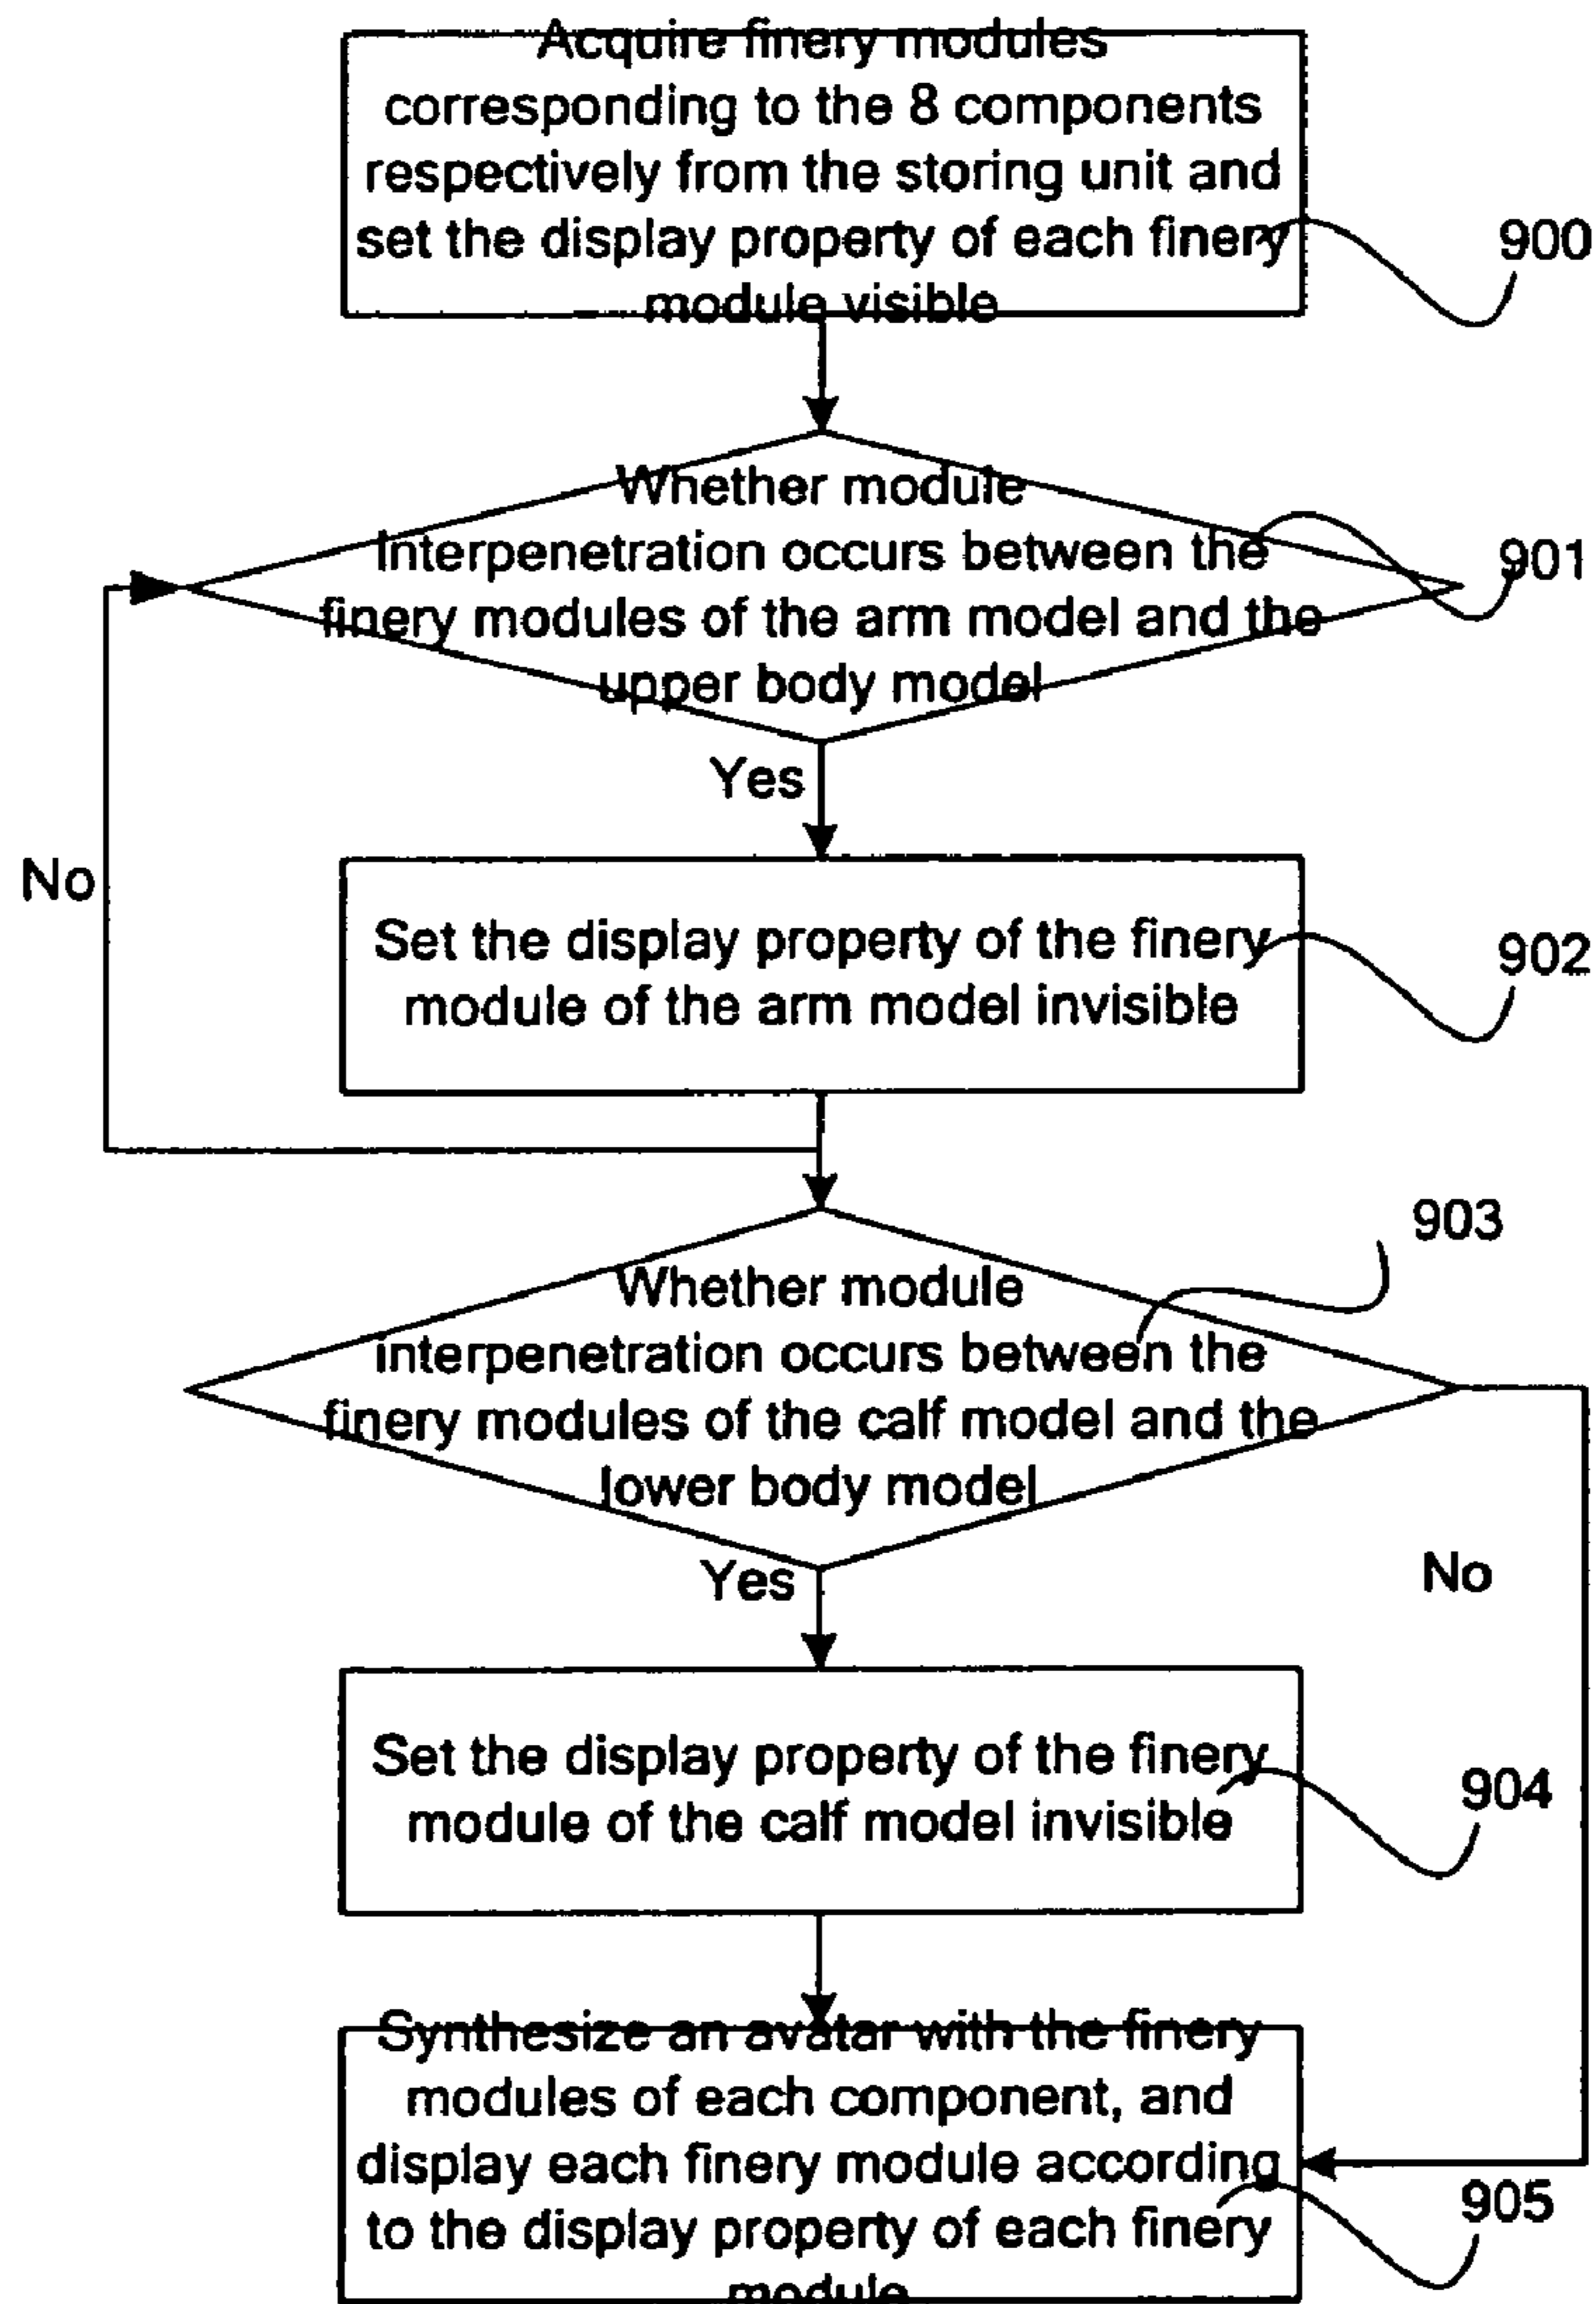 Acquire finery modules
corresponding to the 8 components
respectively from the storing unit and
set the display property of each finery
module visible
900
Whether module
interpenetration occurs between the
finery modules of the arm model and the
upper body model
901
Yes
No
Set the display property of the finery
module of the arm model invisible
902
903
Whether module
interpenetration occurs between the
finery modules of the calf model and the
lower body model
Yes
No
Set the display property of the finery
module of the calf model invisible
904
Synthesize an avatar with the finery
modules of each component, and
display each finery module according
to the display property of each finery
module
905